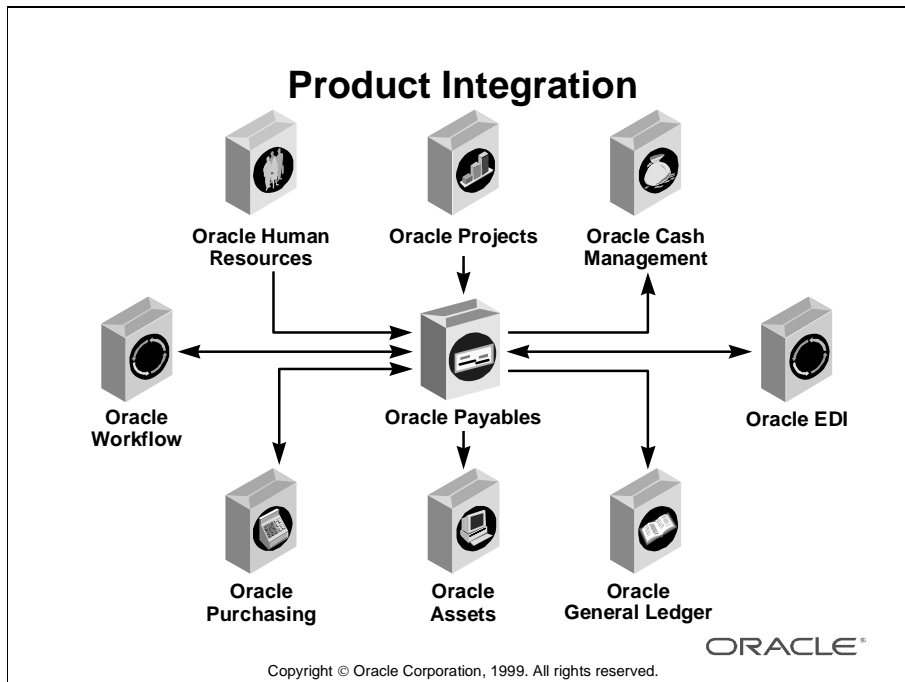 Product Integration
Oracle Human
Resources
Oracle Projects
Oracle Cash
Management
Oracle
Workflow
Oracle Payables
Oracle EDI
Oracle
Purchasing
Oracle
Assets
Oracle
General Ledger
ORACLE®
Copyright © Oracle Corporation, 1999. All rights reserved.